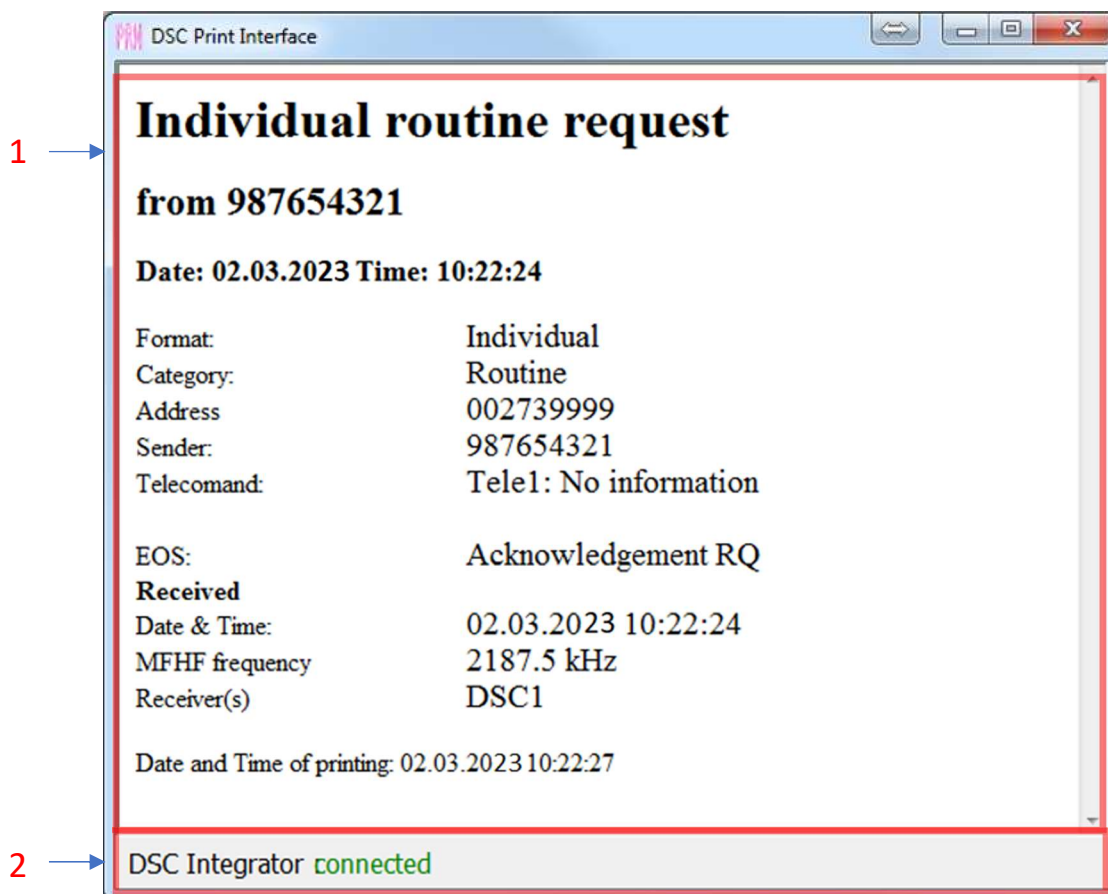 PRM DSC Print Interface
Individual routine request
1
from 987654321
Date: 02.03.2023 Time: 10:22:24
Format: Individual
Category: Routine
Address 002739999
Sender: 987654321
Telecomand: Tele1: No information
EOS: Acknowledgement RQ
Received
Date & Time: 02.03.2023 10:22:24
MFHF frequency 2187.5 kHz
Receiver(s) DSC1
Date and Time of printing: 02.03.2023 10:22:27
2 DSC Integrator connected